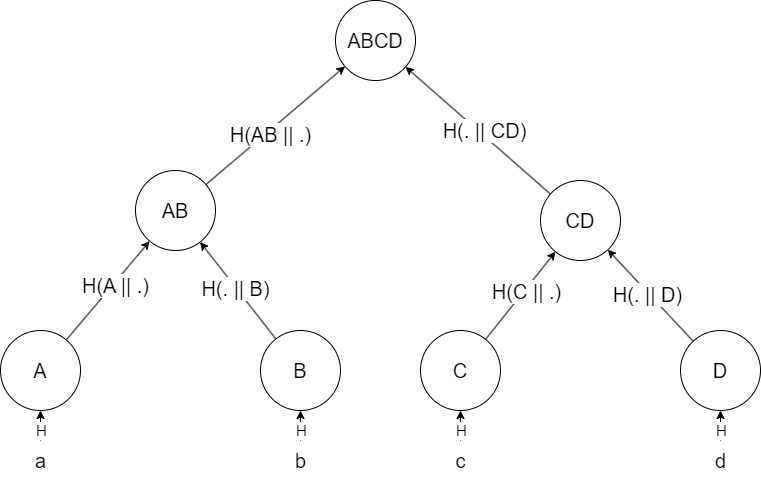 ABCD
H(AB || .)
H(. || CD)
AB
CD
H(A || .)
H(. || B)
H(C || .)
H(. || D)
A
B
C
D
H
H
H
H
a
b
c
d